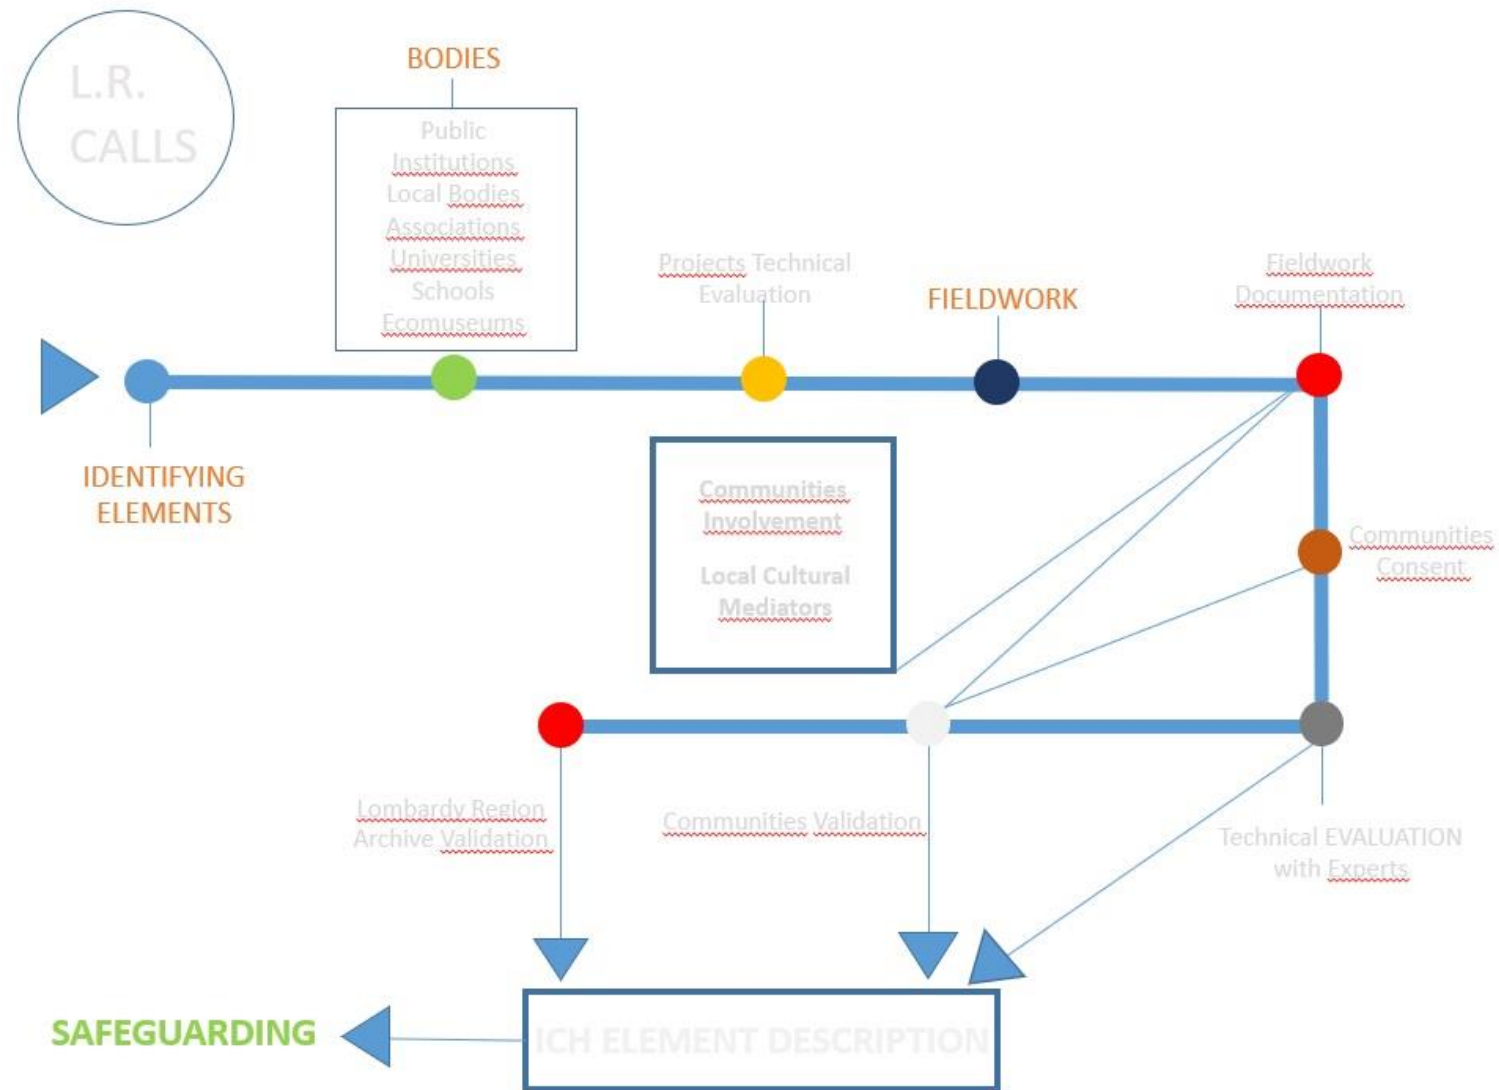 L.R.
CALLS
BODIES
Public
Institutions
Local Bodies
Associations
Universities
Schools
Ecomuseums
Projects Technical
Evaluation
FIELDWORK
Fieldwork
Documentation
IDENTIFYING
ELEMENTS
Communities
Involvement
Local Cultural
Mediators
Communities
Consent
Lombardy Region
Archive Validation
Communities Validation
Technical EVALUATION
with Experts
SAFEGUARDING
ICH ELEMENT DESCRIPTION